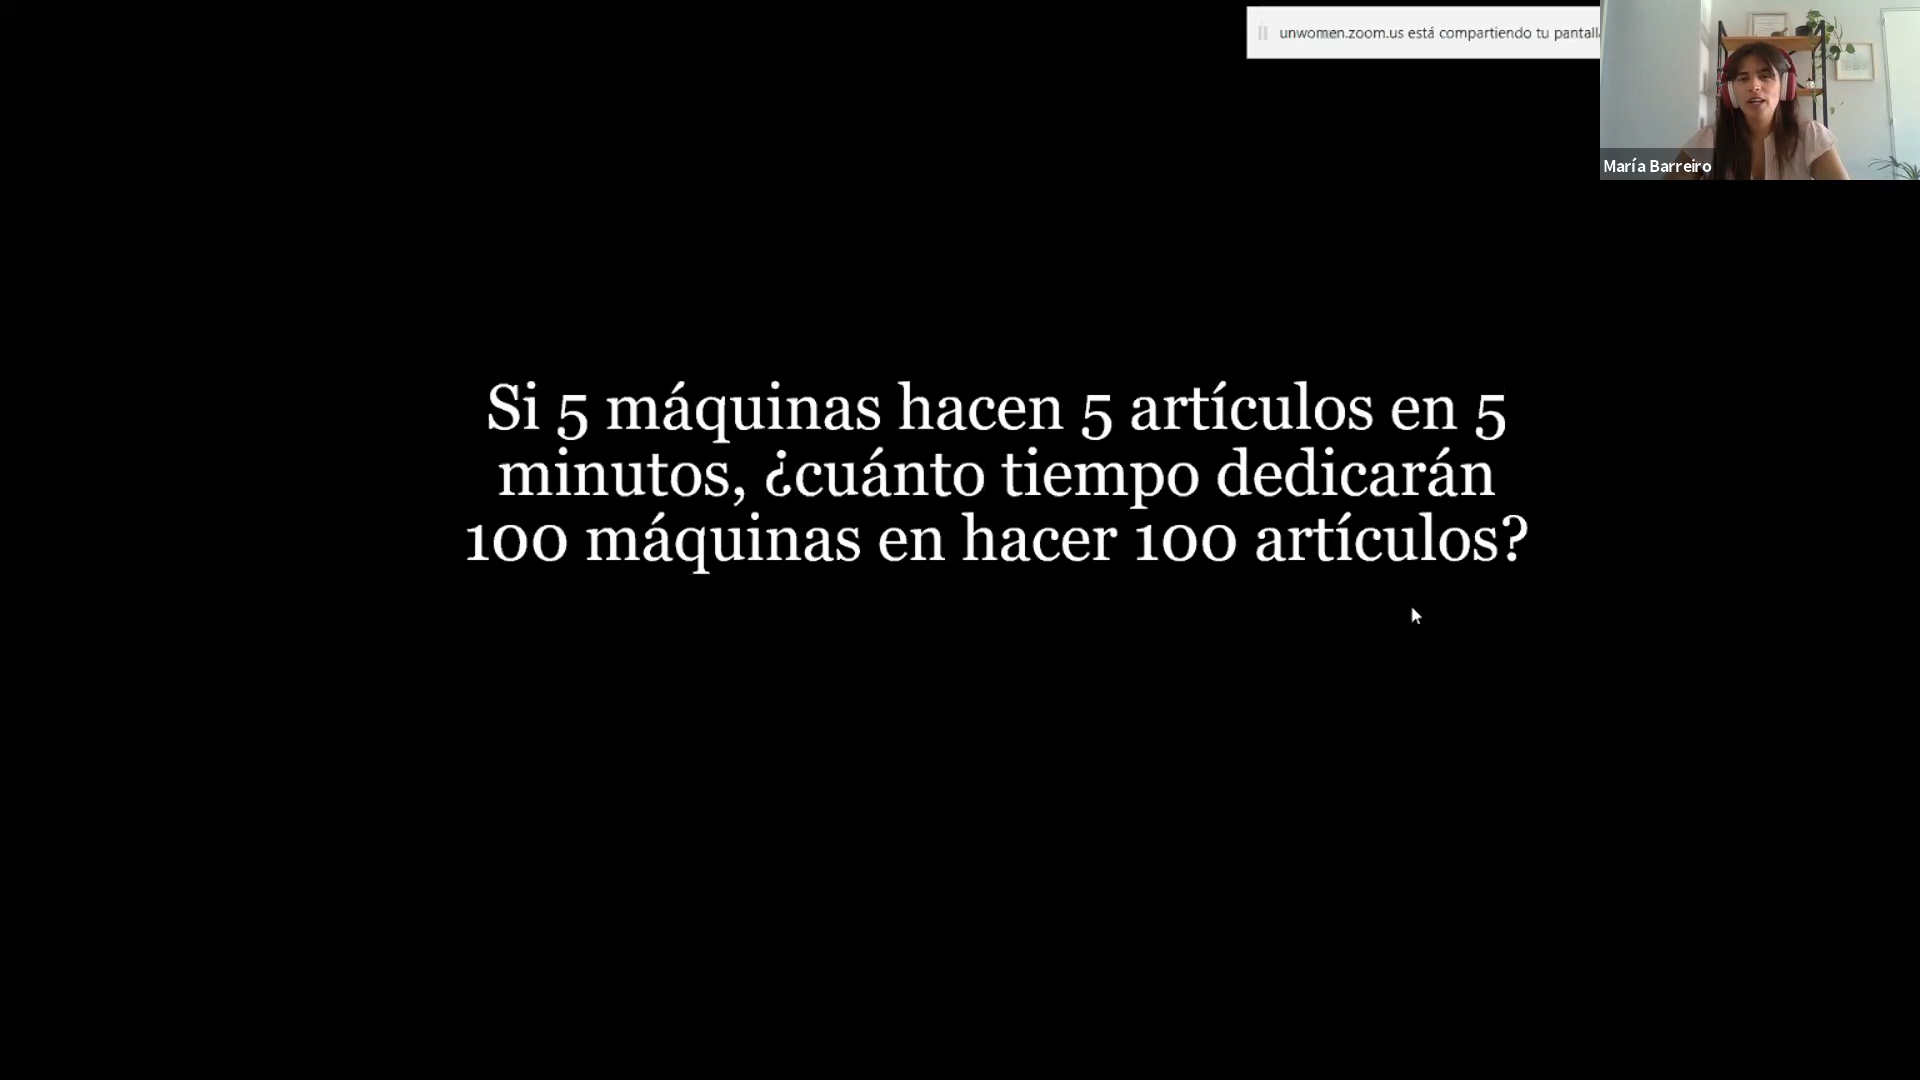 unwomen.zoom.us está compartiendo tu
María Barreiro
Si 5 máquinas hacen 5 artículos en 5
minutos, ¿cuánto tiempo dedicarán
100 máquinas en hacer 100 artículos?